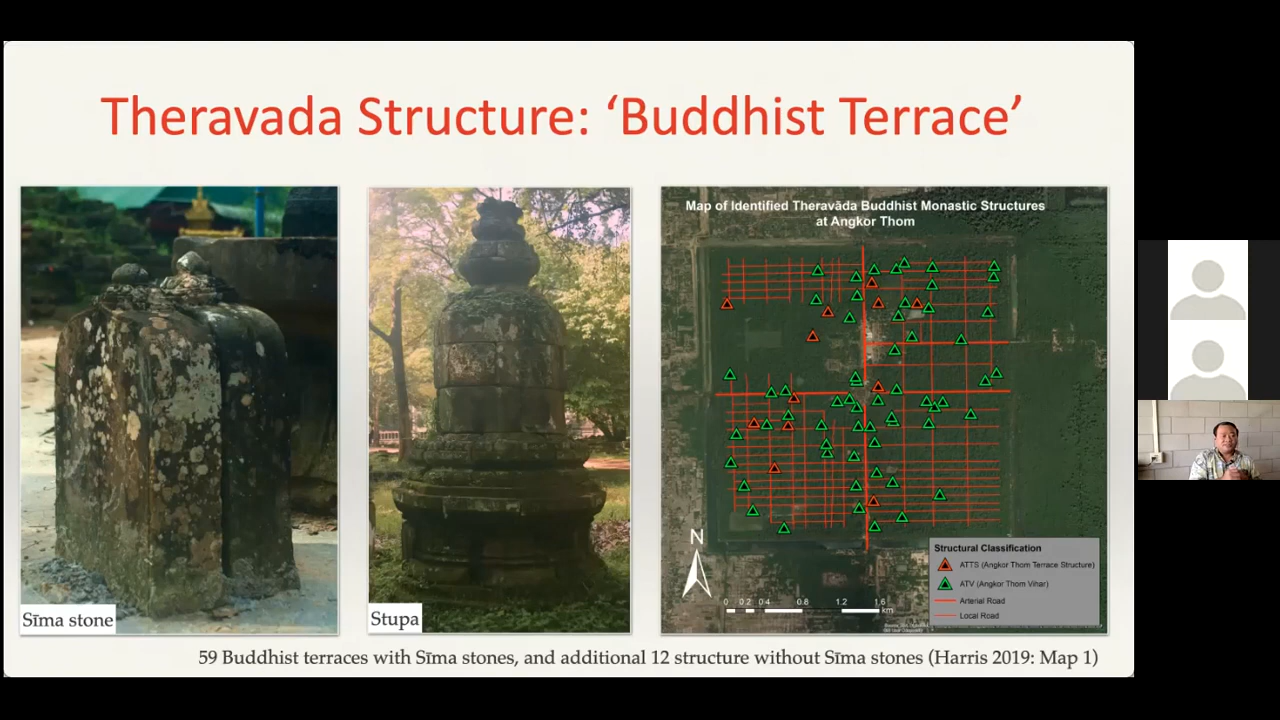 Theravada Structure: ‘Buddhist Terrace’
Sīma stone
Stupa
Map of Identified Theravāda Buddhist Monastic Structures
at Angkor Thom
N
0 0.2 0.4 0.8 1.2 1.6
km
Structural Classification
ATTS (Angkor Thom Terrace Structure)
ATV (Angkor Thom Vihar)
Arterial Road
Local Road
59 Buddhist terraces with Sīma stones, and additional 12 structure without Sīma stones (Harris 2019: Map 1)